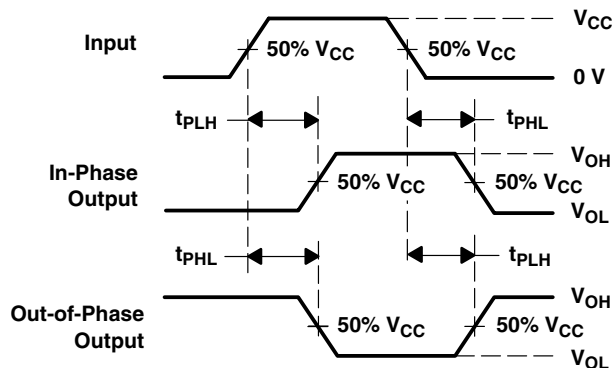 V_CC
Input
50% V_CC
50% V_CC
0 V
t_PLH
t_PHL
V_OH
In-Phase
Output
50% V_CC
50% V_CC
V_OL
t_PHL
t_PLH
V_OH
Out-of-Phase
Output
50% V_CC
50% V_CC
V_OL